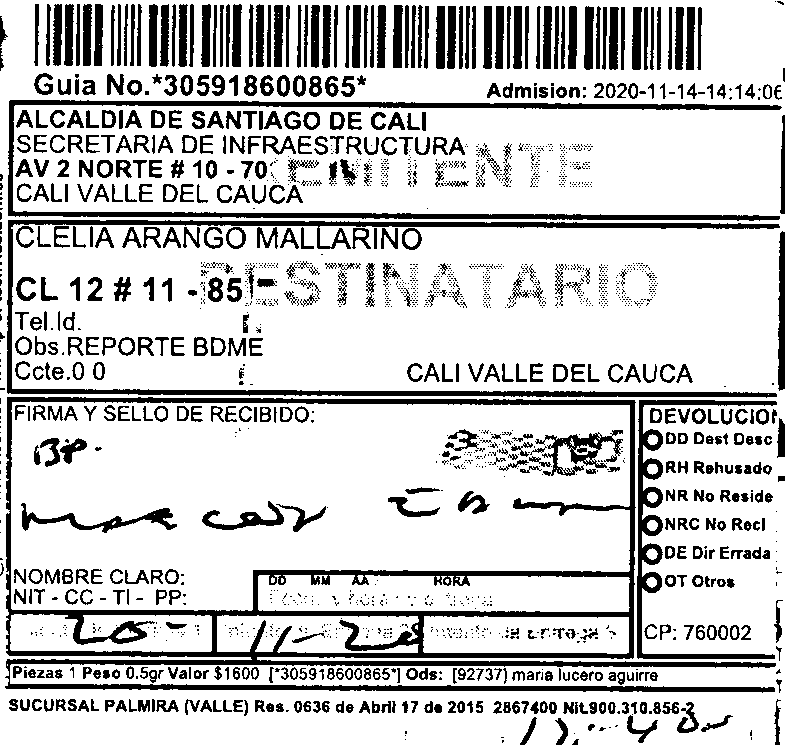 Guia No.*305918600865*
Admision: 2020-11-14-14:14:06
ALCALDIA DE SANTIAGO DE CALI
SECRETARIA DE INFRAESTRUCTURA
AV 2 NORTE # 10 - 70
REMITENTE
CALI VALLE DEL CAUCA
CLELIA ARANGO MALLARINO
DESTINATARIO
CL 12 # 11 - 85
Tel.Id.
Obs.REPORTE BDME
Ccte.0 0
CALI VALLE DEL CAUCA
FIRMA Y SELLO DE RECIBIDO:
DEVOLUCION
DD Dest Desc
RH Rehusado
NR No Reside
NRC No Recl
DE Dir Errada
OT Otros
NOMBRE CLARO:
NIT - CC - TI - PP:
DD MM AA HORA
20- 11-20
CP: 760002
Piezas 1 Peso 0.5gr Valor $1600 [*305918600865*] Ods: [92737] maria lucero aguirre
SUCURSAL PALMIRA (VALLE) Res. 0636 de Abril 17 de 2015 2867400 Nit.900.310.856-2